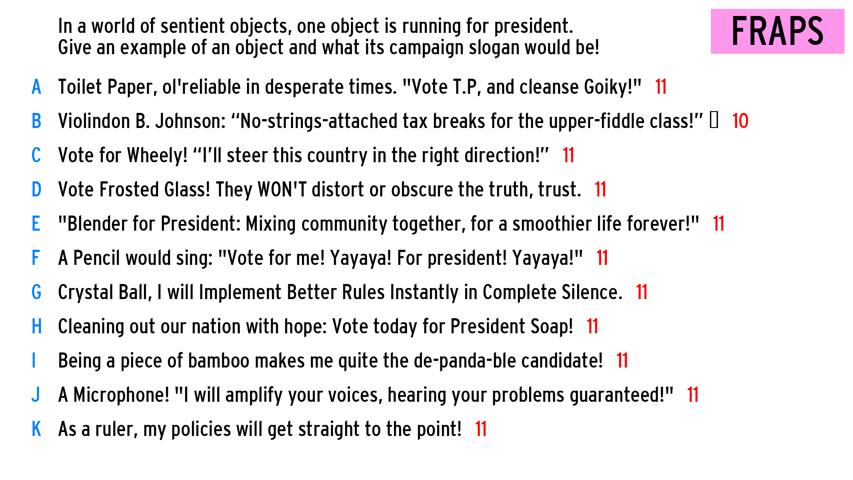 In a world of sentient objects, one object is running for president.
Give an example of an object and what its campaign slogan would be!
FRAPS
A Toilet Paper, ol'reliable in desperate times. "Vote T.P, and cleanse Goiky!" 11
B Violindon B. Johnson: “No-strings-attached tax breaks for the upper-fiddle class!” 10
C Vote for Wheely! “I’ll steer this country in the right direction!” 11
D Vote Frosted Glass! They WON'T distort or obscure the truth, trust. 11
E "Blender for President: Mixing community together, for a smoothier life forever!" 11
F A Pencil would sing: "Vote for me! Yayaya! For president! Yayaya!" 11
G Crystal Ball, I will Implement Better Rules Instantly in Complete Silence. 11
H Cleaning out our nation with hope: Vote today for President Soap! 11
I Being a piece of bamboo makes me quite the de-panda-ble candidate! 11
J A Microphone! "I will amplify your voices, hearing your problems guaranteed!" 11
K As a ruler, my policies will get straight to the point! 11